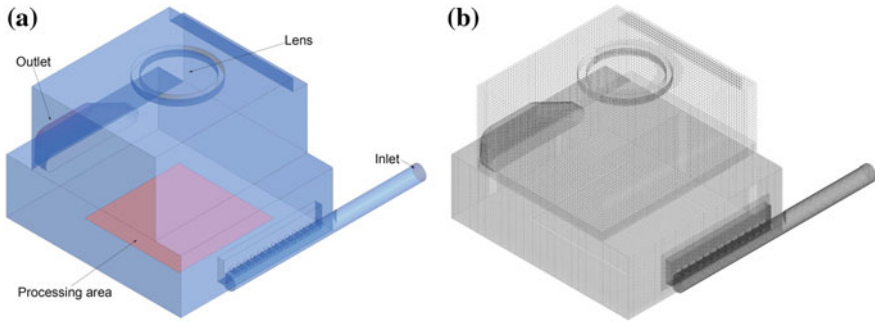 (a)
(b)
Lens
Outlet
Inlet
Processing area